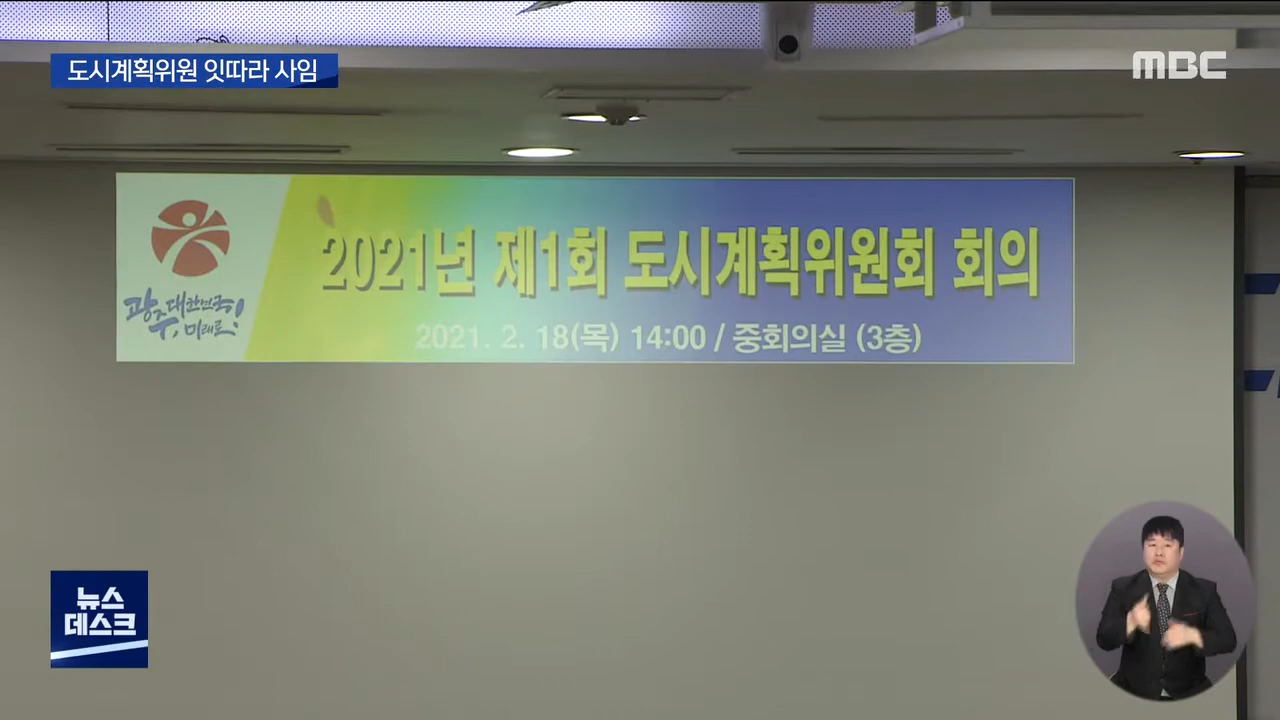 도시계획위원 잇따라 사임
MBC
2021년 제1회 도시계획위원회 회의
광주, 대한민국
미래로!
2021. 2. 18(목) 14:00 / 중회의실 (3층)
뉴스
데스크